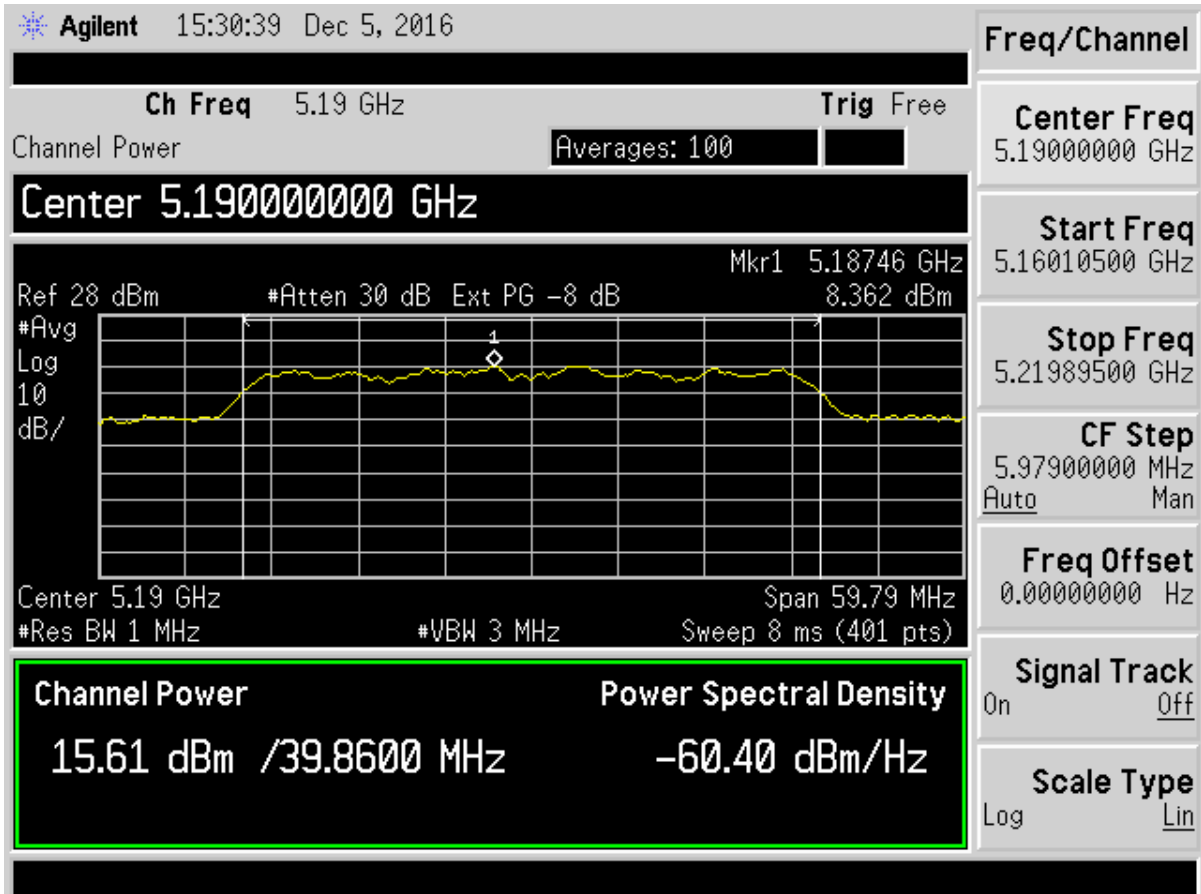 Agilent 15:30:39 Dec 5, 2016
Ch Freq 5.19 GHz Trig Free
Channel Power Averages: 100
Center 5.190000000 GHz
Mkr1 5.18746 GHz
Ref 28 dBm #Atten 30 dB Ext PG -8 dB 8.362 dBm
#Avg
Log
10
dB/
1
Center 5.19 GHz Span 59.79 MHz
#Res BW 1 MHz #VBW 3 MHz Sweep 8 ms (401 pts)
Channel Power Power Spectral Density
15.61 dBm /39.8600 MHz -60.40 dBm/Hz
Freq/Channel
Center Freq
5.19000000 GHz
Start Freq
5.16010500 GHz
Stop Freq
5.21989500 GHz
CF Step
5.97900000 MHz
Auto Man
Freq Offset
0.00000000 Hz
Signal Track
On Off
Scale Type
Log Lin